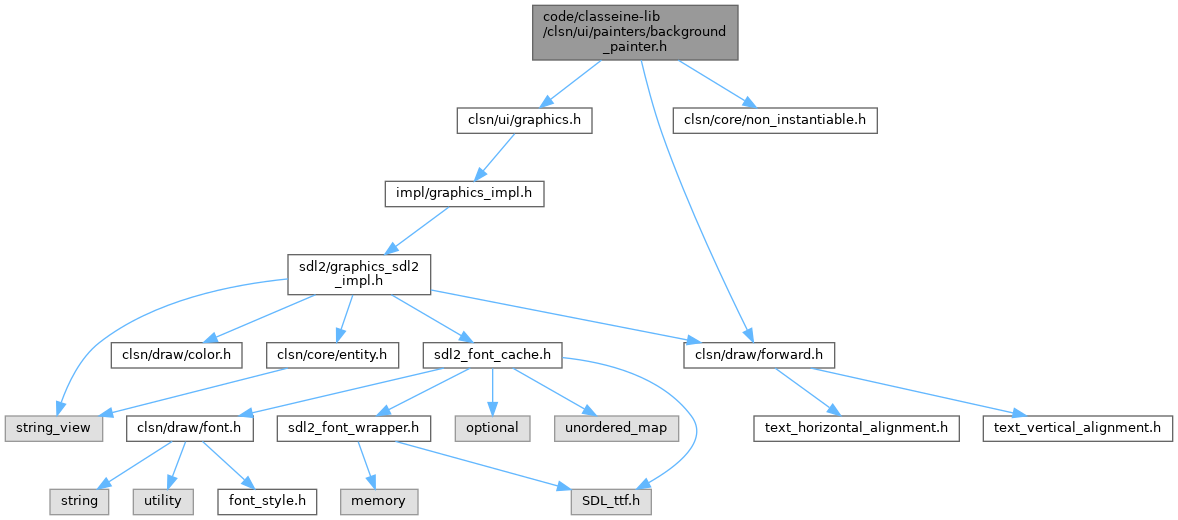 code/classeine-lib
/clsn/ui/painters/background
_painter.h
clsn/ui/graphics.h
clsn/core/non_instantiable.h
impl/graphics_impl.h
sdl2/graphics_sdl2
_impl.h
clsn/draw/color.h
clsn/core/entity.h
sdl2_font_cache.h
clsn/draw/forward.h
string_view
clsn/draw/font.h
sdl2_font_wrapper.h
optional
unordered_map
text_horizontal_alignment.h
text_vertical_alignment.h
string
utility
font_style.h
memory
SDL_ttf.h